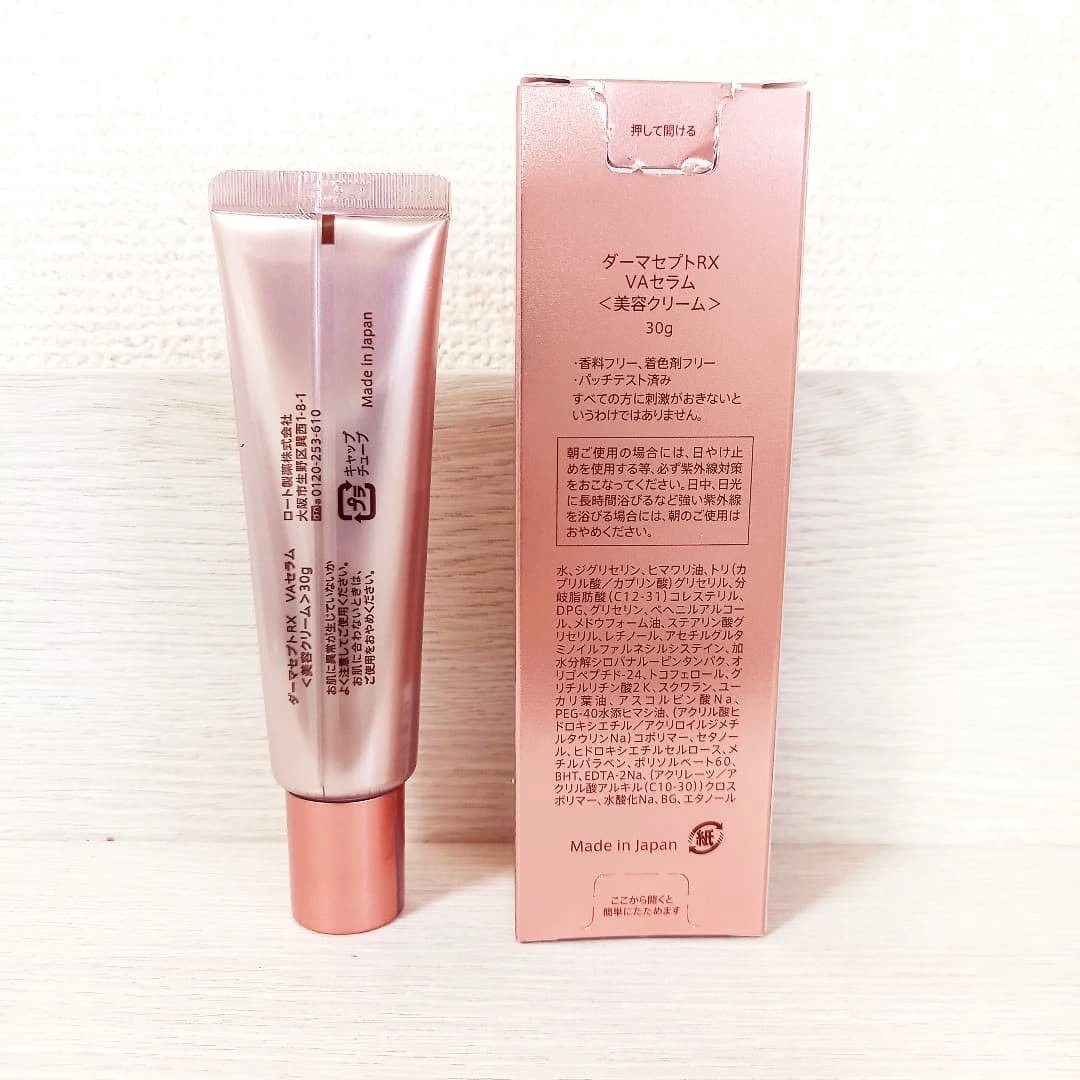 ダーマセプトRX VAセラム
＜美容クリーム＞30g
お肌に異常が生じていないか
よく注意してご使用ください。
お肌に合わないときは、
ご使用をおやめください。
ロート製薬株式会社
大阪市生野区巽西1-8-1
0120-253-610
プラ
キャップ
チューブ
Made in Japan
押して開ける
ダーマセプトRX
VAセラム
＜美容クリーム＞
30g
・香料フリー、着色剤フリー
・パッチテスト済み
すべての方に刺激がおきないと
いうわけではありません。
朝ご使用の場合には、日やけ止
めを使用する等、必ず紫外線対策
をおこなってください。日中、日光
に長時間浴びるなど強い紫外線
を浴びる場合には、朝のご使用は
おやめください。
水、ジグリセリン、ヒマワリ油、トリ(カ
プリル酸／カプリン酸)グリセリル、分
岐脂肪酸(C12-31)コレステリル、
DPG、グリセリン、ベヘニルアルコー
ル、メドウフォーム油、ステアリン酸グ
リセリル、レチノール、アセチルグルタ
ミノイルファルネシルシステイン、加
水分解シロバナルーピンタンパク、オ
リゴペプチド-24、トコフェロール、グ
リチルリチン酸2K、スクワラン、ユー
カリ葉油、アスコルビン酸Na、
PEG-40水添ヒマシ油、(アクリル酸ヒ
ドロキシエチル／アクリロイルジメチ
ルタウリンNa)コポリマー、セタノー
ル、ヒドロキシエチルセルロース、メ
チルパラベン、ポリソルベート60、
BHT、EDTA-2Na、(アクリレーツ／ア
クリル酸アルキル(C10-30))クロス
ポリマー、水酸化Na、BG、エタノール
Made in Japan 紙
ここから開くと
簡単にたためます